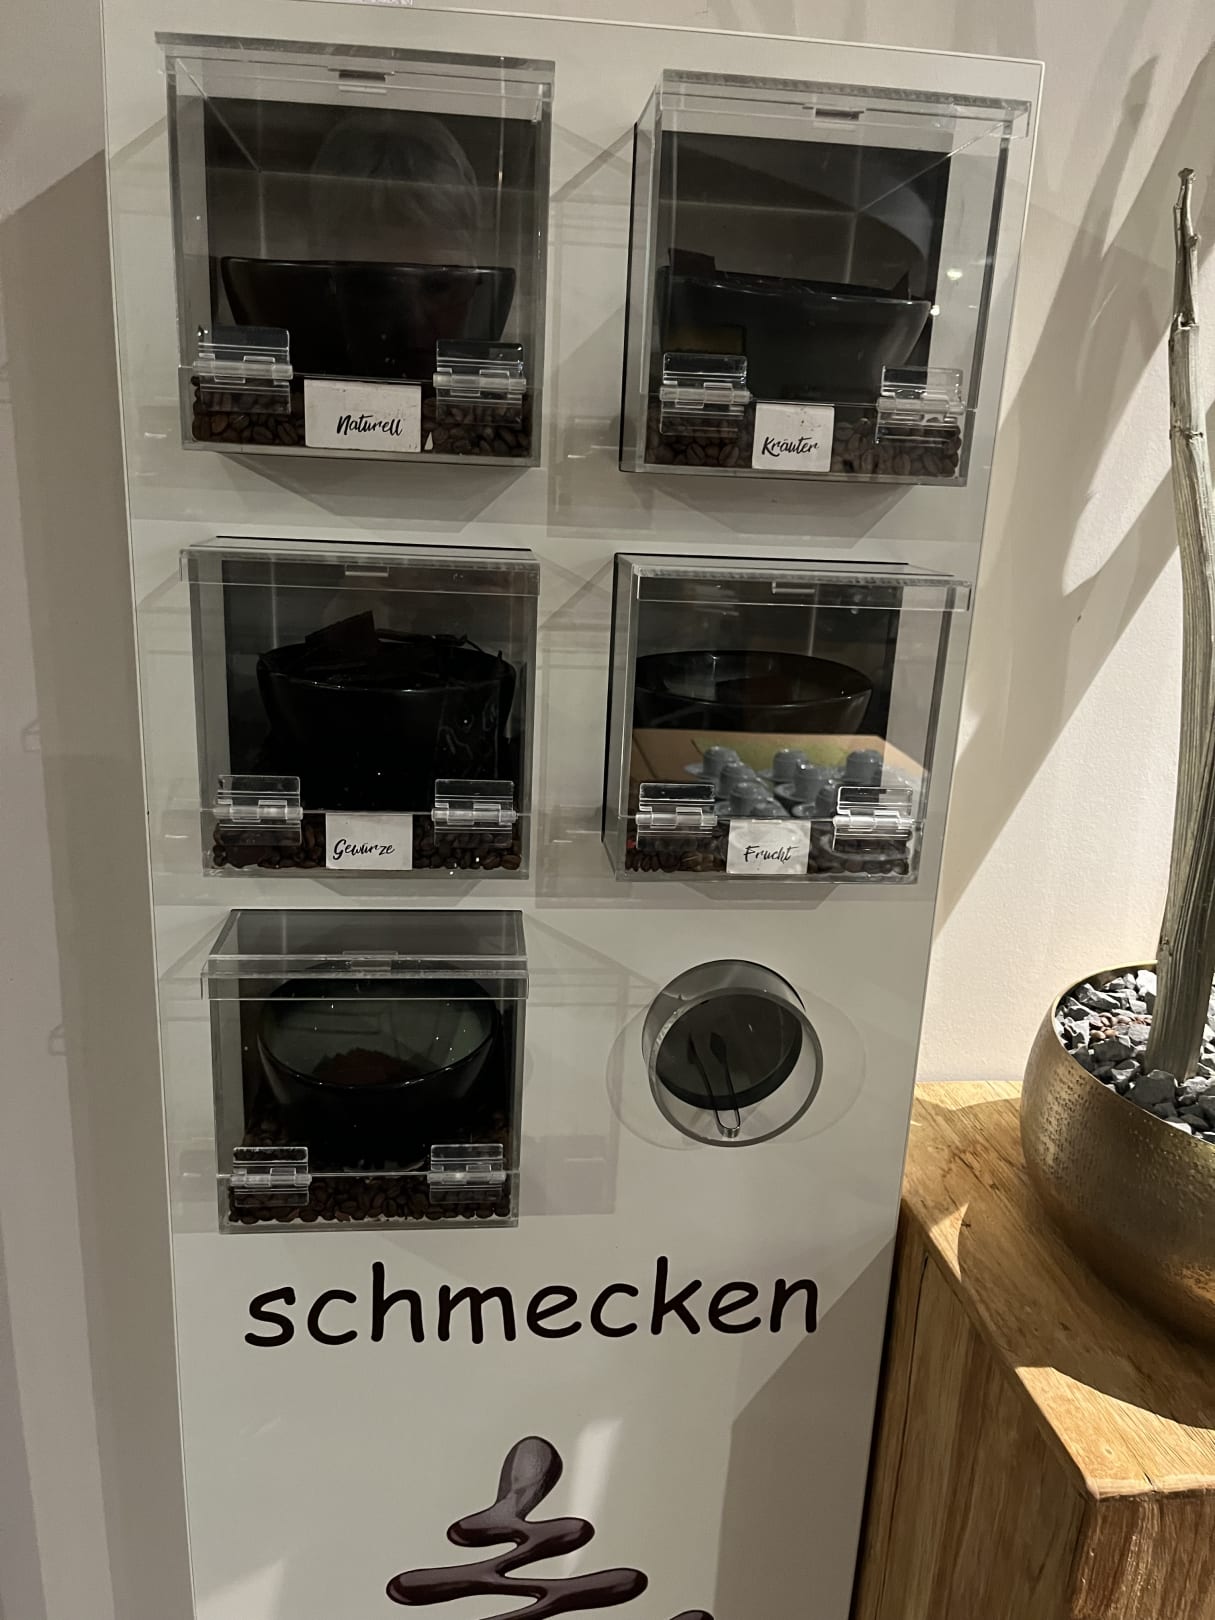 Naturell
Kräuter
Gewürze
Frucht
schmecken